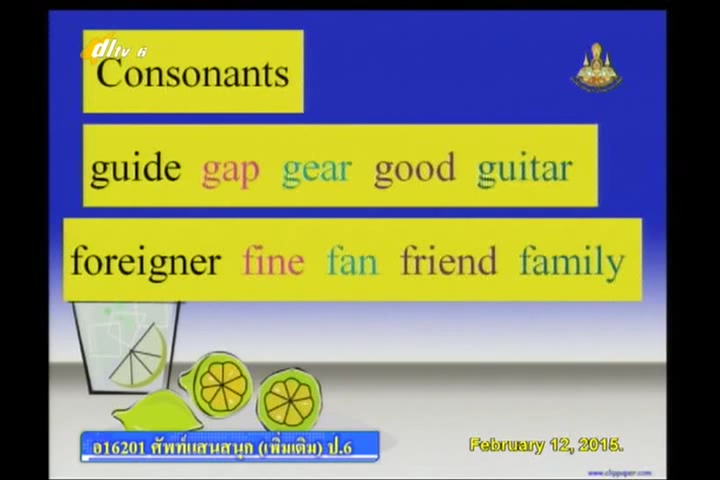 dltv 6
Consonants
guide gap gear good guitar
foreigner fine fan friend family
อ16201 ศัพท์แสนสนุก (เพิ่มเติม) ป.6
February 12, 2015.
www.clippaper.com